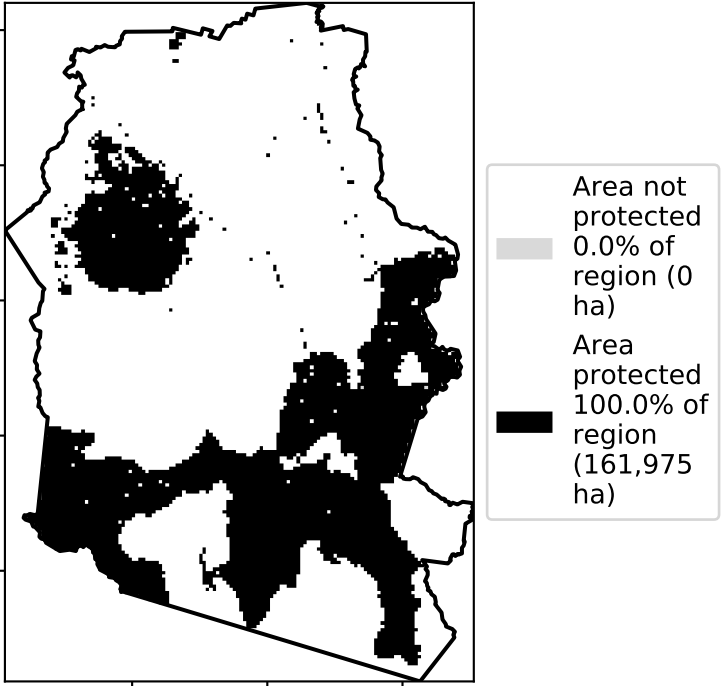 Area not
protected
0.0% of
region (0
ha)
Area
protected
100.0% of
region
(161,975
ha)